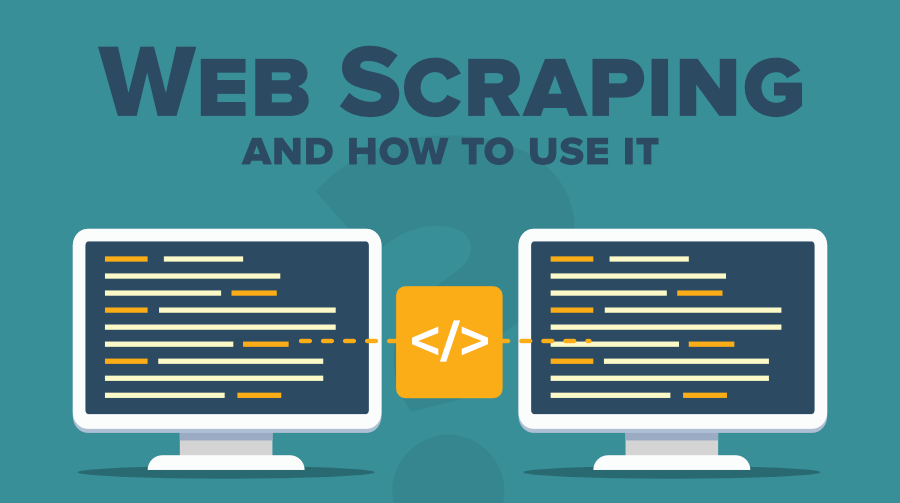 WEB SCRAPING
AND HOW TO USE IT
</>